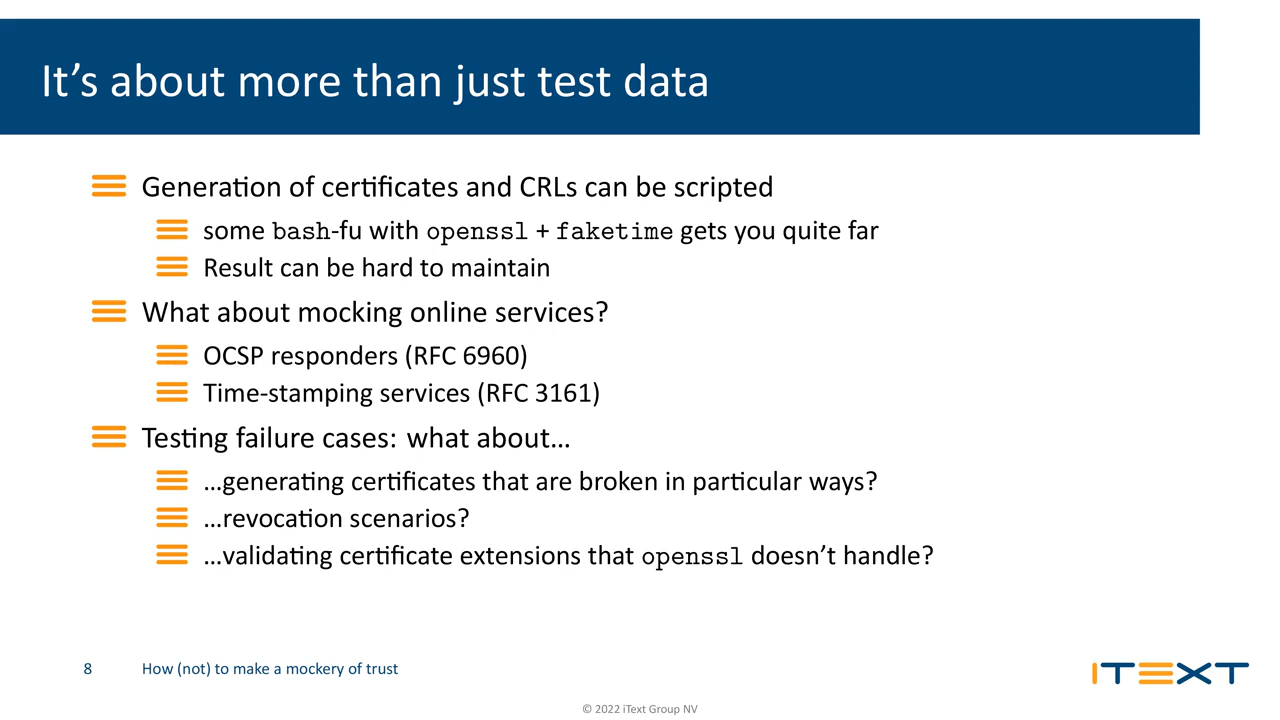 It’s about more than just test data
Generation of certificates and CRLs can be scripted
some bash-fu with openssl + faketime gets you quite far
Result can be hard to maintain
What about mocking online services?
OCSP responders (RFC 6960)
Time-stamping services (RFC 3161)
Testing failure cases: what about…
…generating certificates that are broken in particular ways?
…revocation scenarios?
…validating certificate extensions that openssl doesn’t handle?
8 How (not) to make a mockery of trust
ITEXT
© 2022 iText Group NV